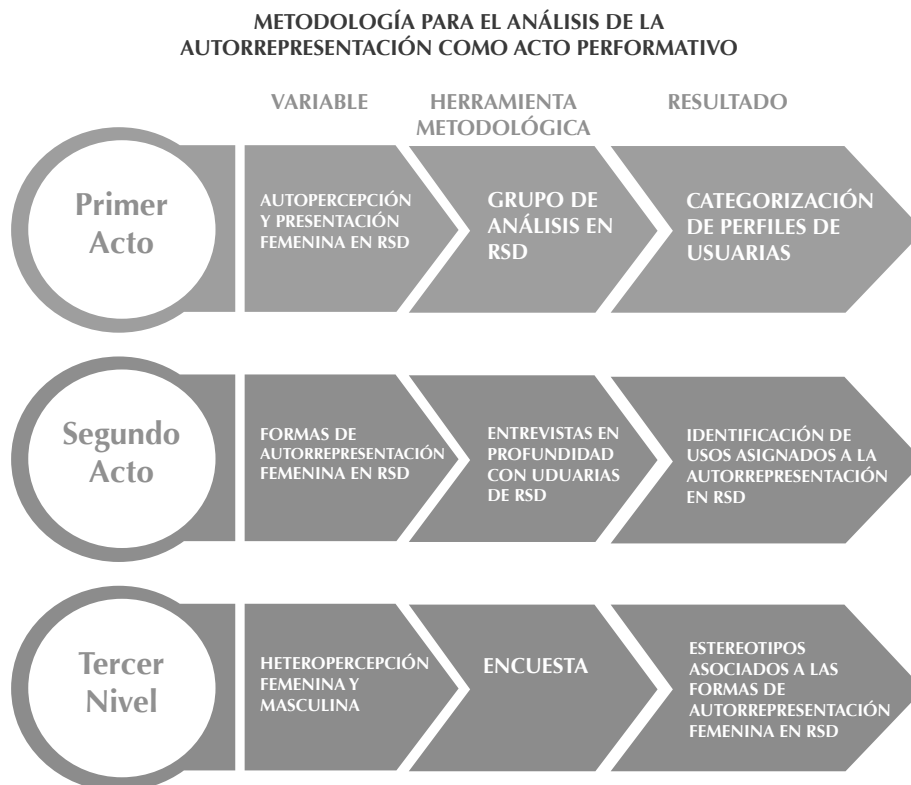 METODOLOGÍA PARA EL ANÁLISIS DE LA
AUTORREPRESENTACIÓN COMO ACTO PERFORMATIVO
VARIABLE
HERRAMIENTA
METODOLÓGICA
RESULTADO
Primer
Acto
AUTOPERCEPCIÓN
Y PRESENTACIÓN
FEMENINA EN RSD
GRUPO DE
ANÁLISIS EN
RSD
CATEGORIZACIÓN
DE PERFILES DE
USUARIAS
Segundo
Acto
FORMAS DE
AUTORREPRESENTACIÓN
FEMENINA EN RSD
ENTREVISTAS EN
PROFUNDIDAD
CON UDUARIAS
DE RSD
IDENTIFICACIÓN DE
USOS ASIGNADOS A LA
AUTORREPRESENTACIÓN
EN RSD
Tercer
Nivel
HETEROPERCEPCIÓN
FEMENINA Y
MASCULINA
ENCUESTA
ESTEREOTIPOS
ASOCIADOS A LAS
FORMAS DE
AUTORREPRESENTACIÓN
FEMENINA EN RSD